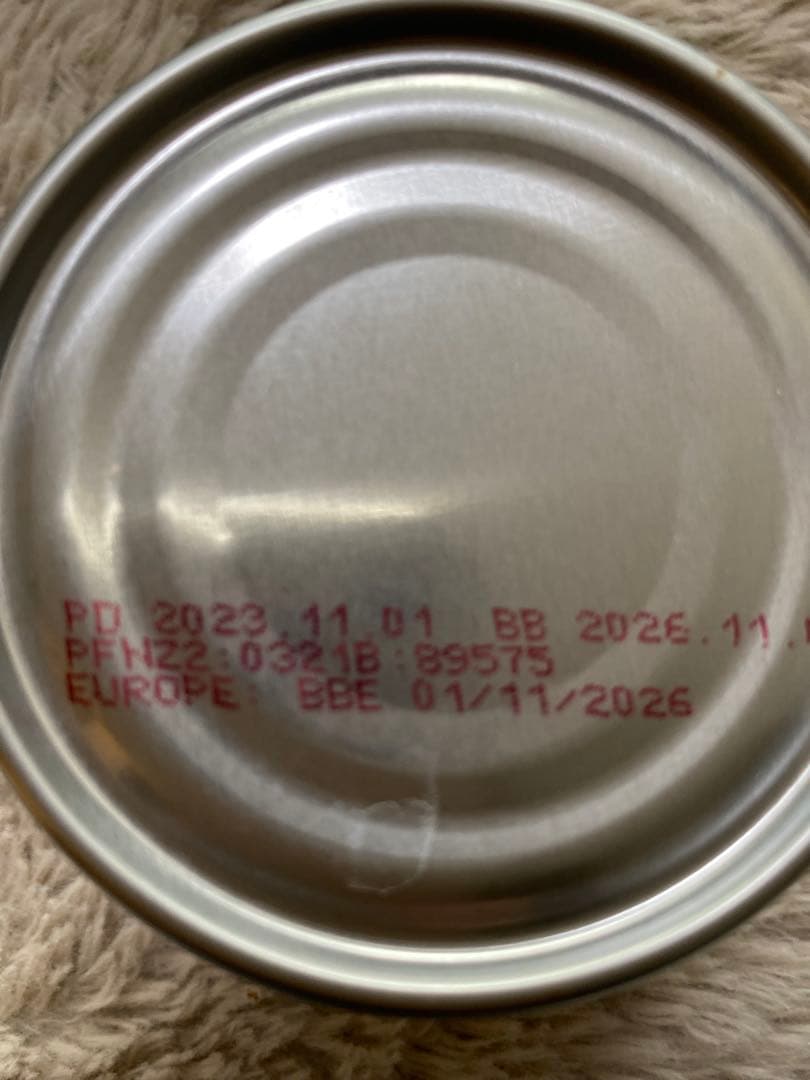 PD 2023.11.01 BB 2026.11.
PFNZ2:0321B:89575
EUROPE: BBE 01/11/2026